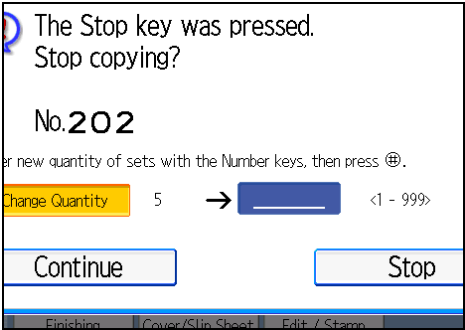 The Stop key was pressed.
Stop copying?
No.202
er new quantity of sets with the Number keys, then press ⊕.
Change Quantity 5 → <1 - 999>
Continue Stop
Finishing Cover/Slip Sheet Edit / Stamp